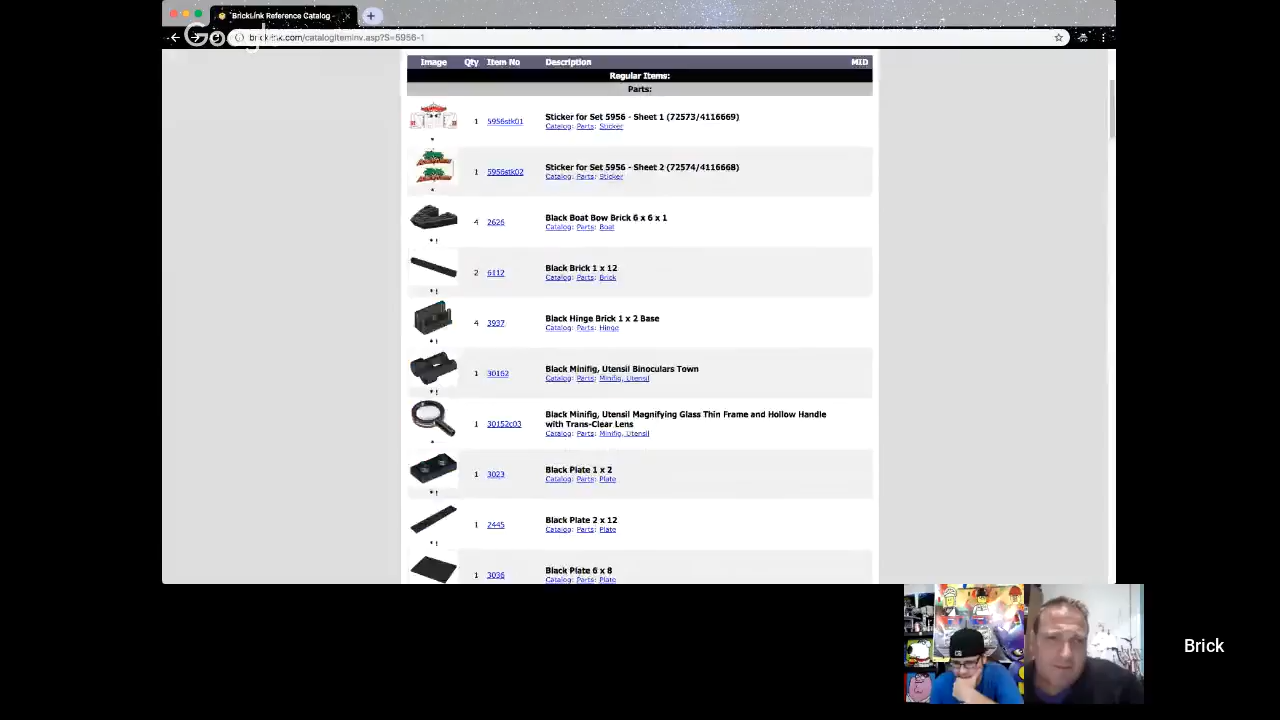 BrickLink Reference Catalog -
bricklink.com/catalogItemInv.asp?S=5956-1
Image Qty Item No Description MID
Regular Items:
Parts:
1 5956stk01 Sticker for Set 5956 - Sheet 1 (72573/4116669)
Catalog: Parts: Sticker
*
1 5956stk02 Sticker for Set 5956 - Sheet 2 (72574/4116668)
Catalog: Parts: Sticker
*
4 2626 Black Boat Bow Brick 6 x 6 x 1
Catalog: Parts: Boat
* !
2 6112 Black Brick 1 x 12
Catalog: Parts: Brick
* !
4 3937 Black Hinge Brick 1 x 2 Base
Catalog: Parts: Hinge
* !
1 30162 Black Minifig, Utensil Binoculars Town
Catalog: Parts: Minifig, Utensil
* !
1 30152c03 Black Minifig, Utensil Magnifying Glass Thin Frame and Hollow Handle
with Trans-Clear Lens
Catalog: Parts: Minifig, Utensil
*
1 3023 Black Plate 1 x 2
Catalog: Parts: Plate
* !
1 2445 Black Plate 2 x 12
Catalog: Parts: Plate
* !
1 3036 Black Plate 6 x 8
Catalog: Parts: Plate
Brick